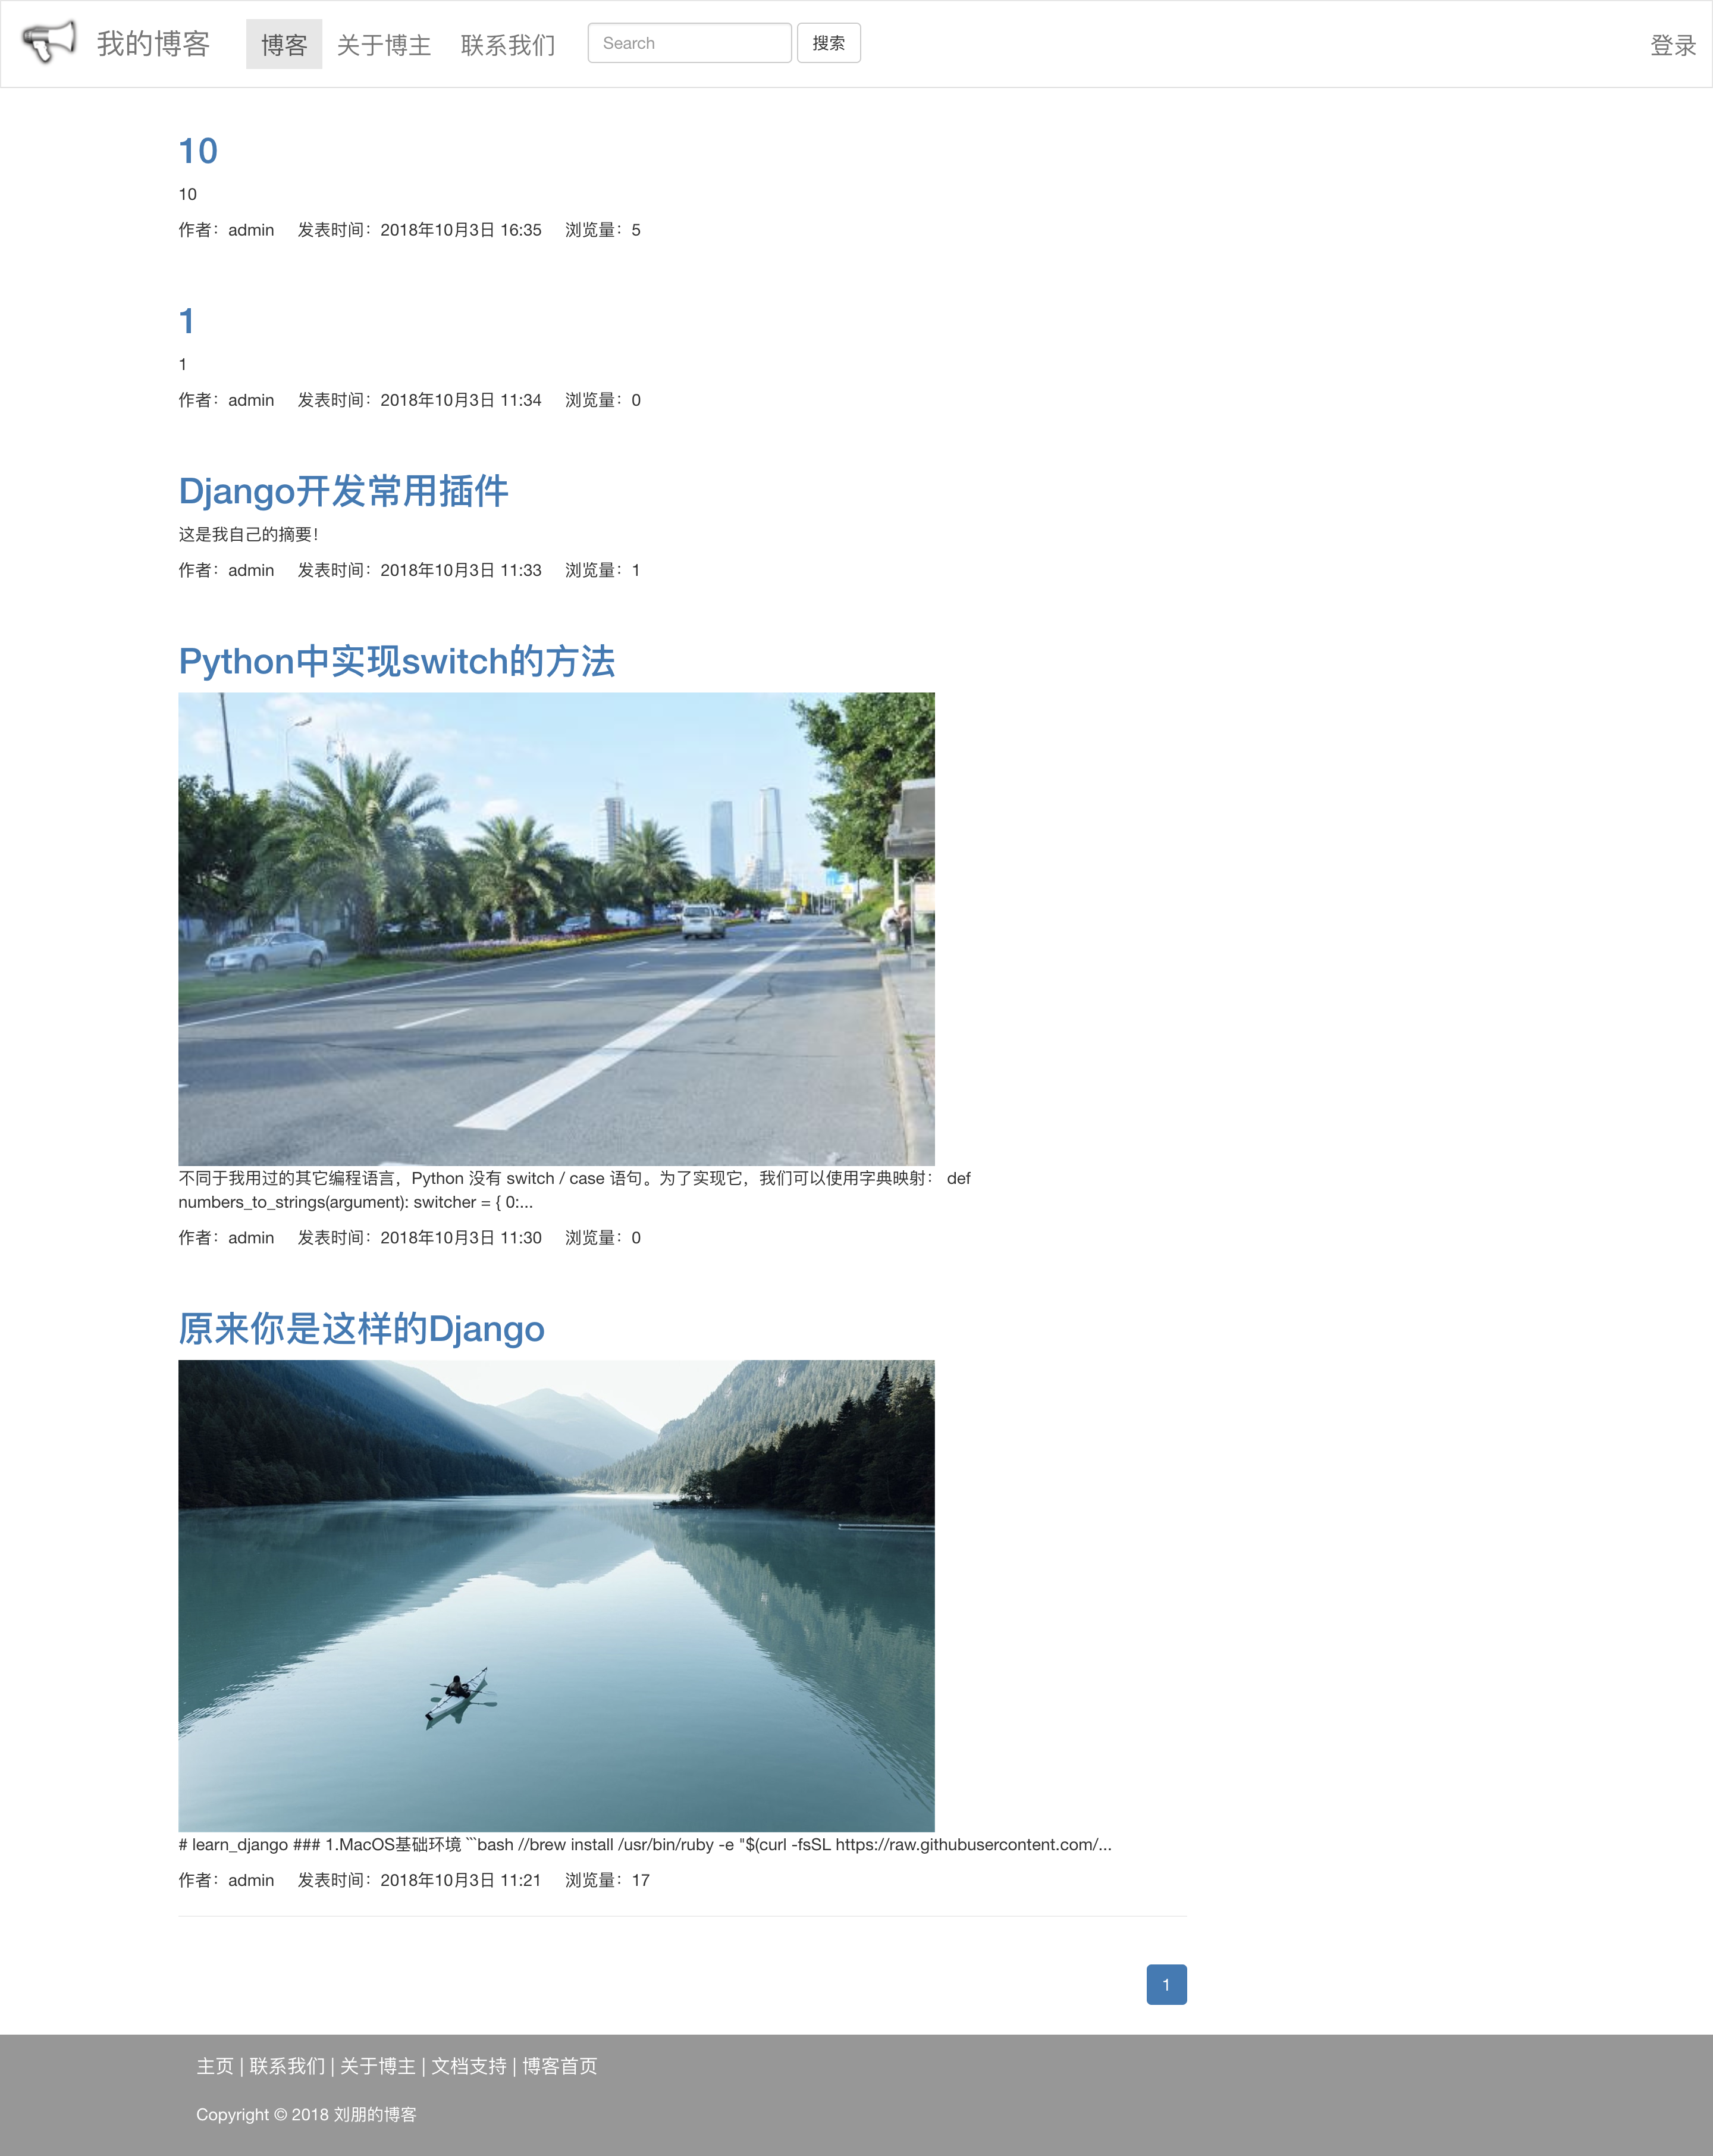 我的博客 博客 关于博主 联系我们 Search 搜索 登录
10
10
作者：admin 发表时间：2018年10月3日 16:35 浏览量：5
1
1
作者：admin 发表时间：2018年10月3日 11:34 浏览量：0
Django开发常用插件
这是我自己的摘要！
作者：admin 发表时间：2018年10月3日 11:33 浏览量：1
Python中实现switch的方法
不同于我用过的其它编程语言，Python 没有 switch / case 语句。为了实现它，我们可以使用字典映射： def
numbers_to_strings(argument): switcher = { 0:...
作者：admin 发表时间：2018年10月3日 11:30 浏览量：0
原来你是这样的Django
# learn_django ### 1.MacOS基础环境 ```bash //brew install /usr/bin/ruby -e "$(curl -fsSL https://raw.githubusercontent.com/...
作者：admin 发表时间：2018年10月3日 11:21 浏览量：17
1
主页 | 联系我们 | 关于博主 | 文档支持 | 博客首页
Copyright © 2018 刘朋的博客